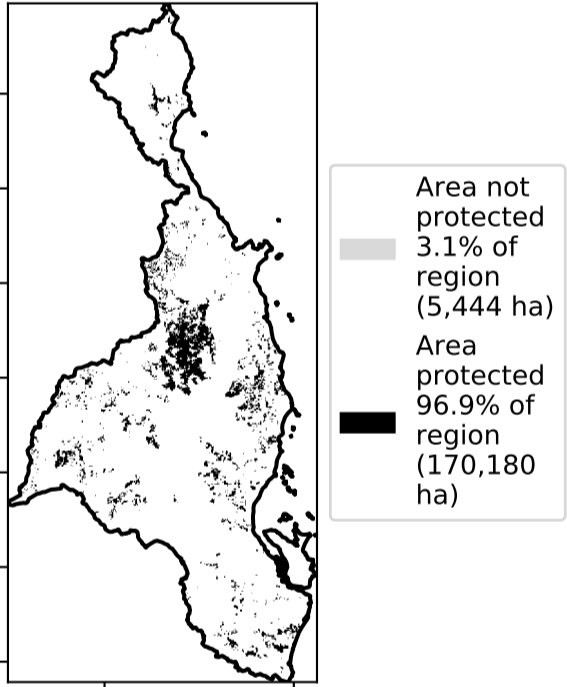 Area not
protected
3.1% of
region
(5,444 ha)
Area
protected
96.9% of
region
(170,180
ha)